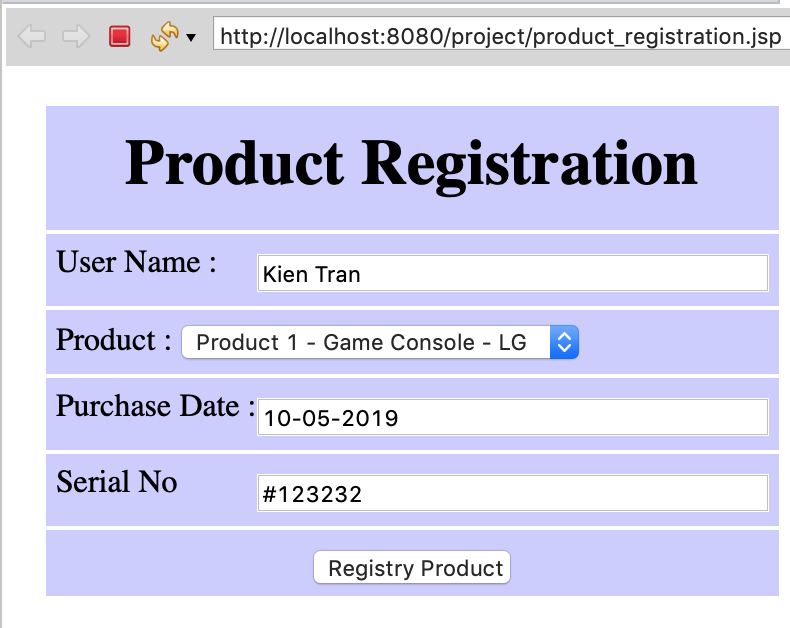 http://localhost:8080/project/product_registration.jsp
Product Registration
User Name : Kien Tran
Product : Product 1 - Game Console - LG
Purchase Date : 10-05-2019
Serial No #123232
Registry Product